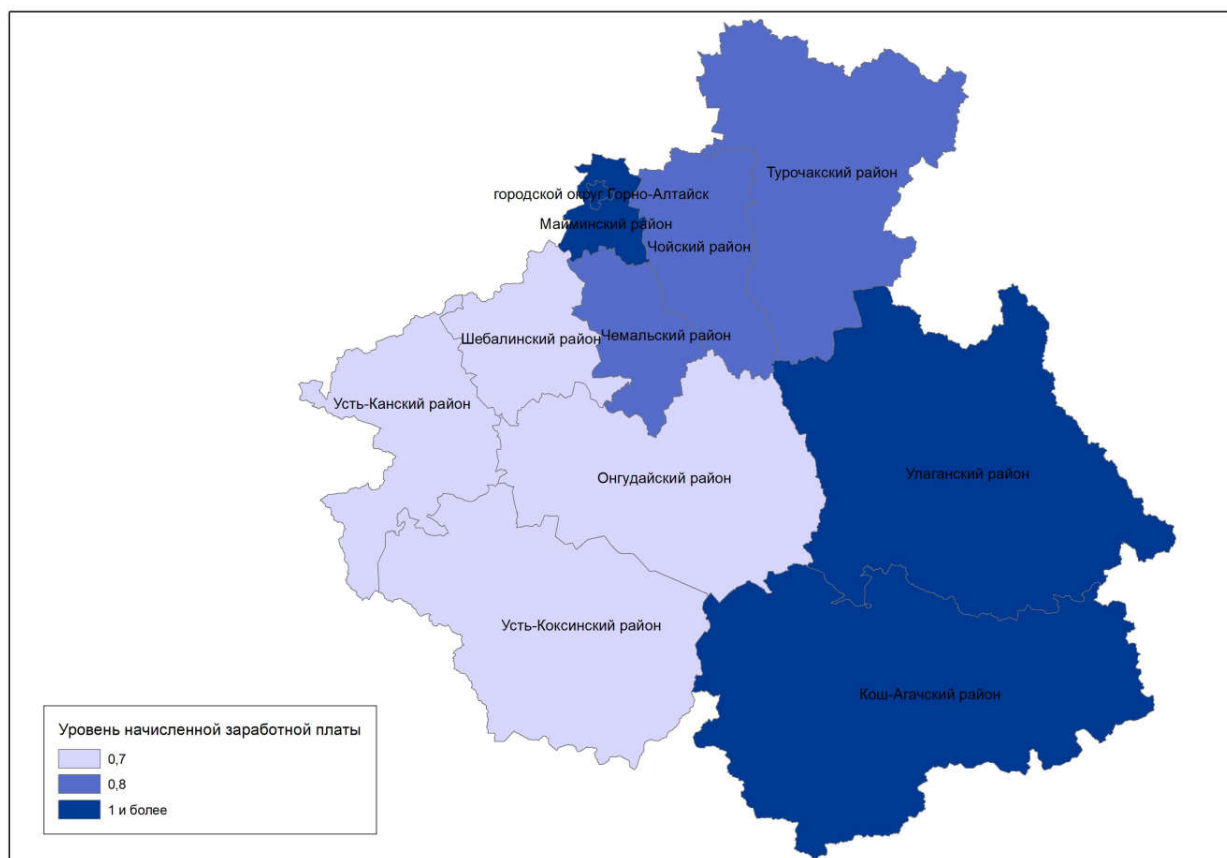 Турочакский район
городской округ Горно-Алтайск
Майминский район
Чойский район
Шебалинский район
Чемальский район
Усть-Канский район
Онгудайский район
Улаганский район
Усть-Коксинский район
Кош-Агачский район
Уровень начисленной заработной платы
0,7
0,8
1 и более